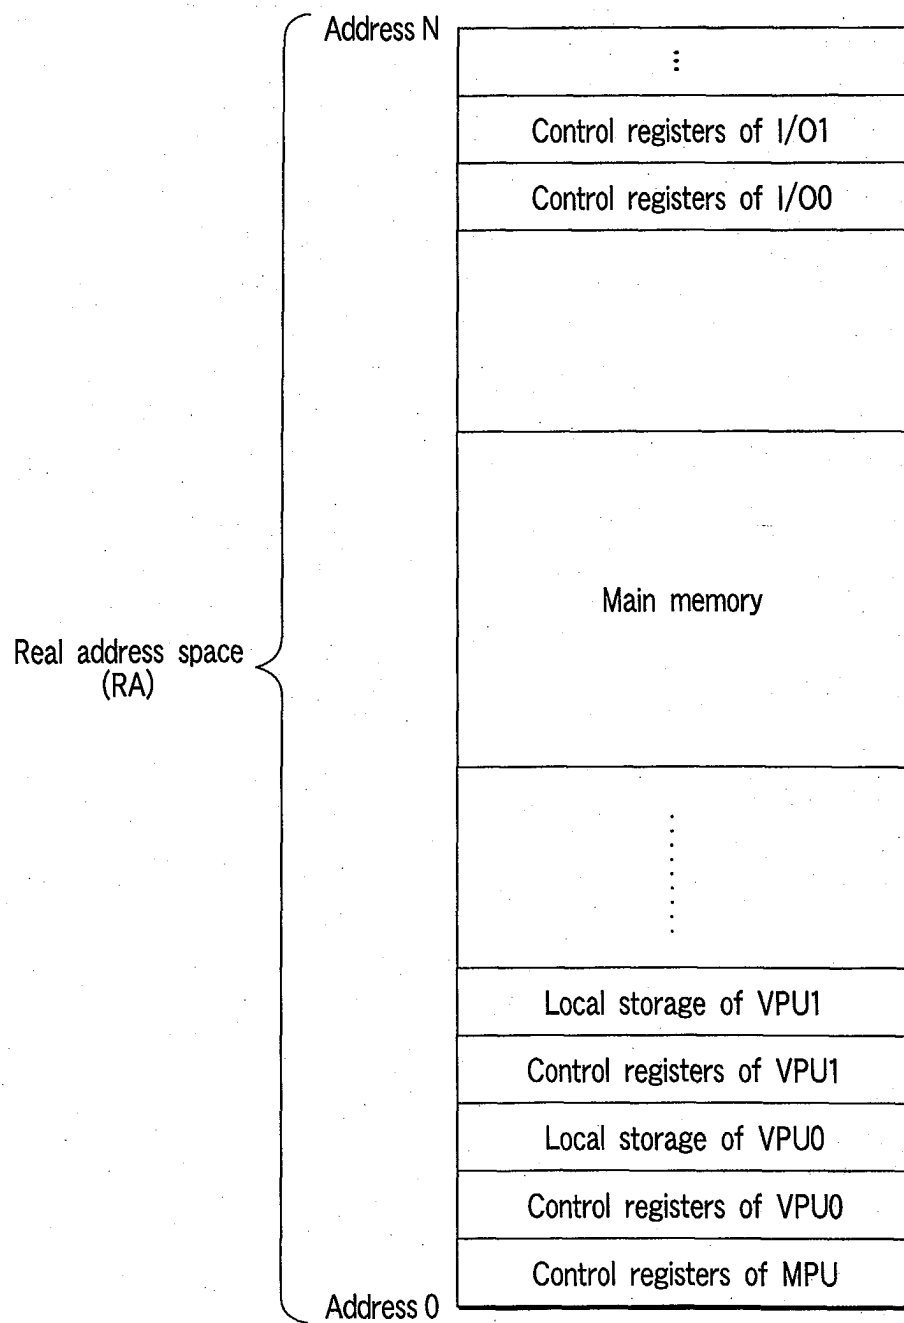 Address N
⋮
Control registers of I/O1
Control registers of I/O0
Main memory
Real address space
(RA)
Local storage of VPU1
Control registers of VPU1
Local storage of VPU0
Control registers of VPU0
Control registers of MPU
Address 0